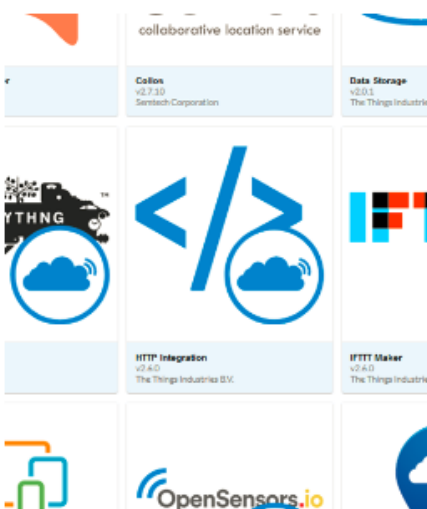 collaborative location service
Collos
v2.7.10
Semtech Corporation
Data Storage
v2.0.1
The Things Industrie
YTHNG
TM
HTTP Integration
v2.6.0
The Things Industries B.V.
IFTTT Maker
v2.6.0
The Things Industrie
OpenSensors.io